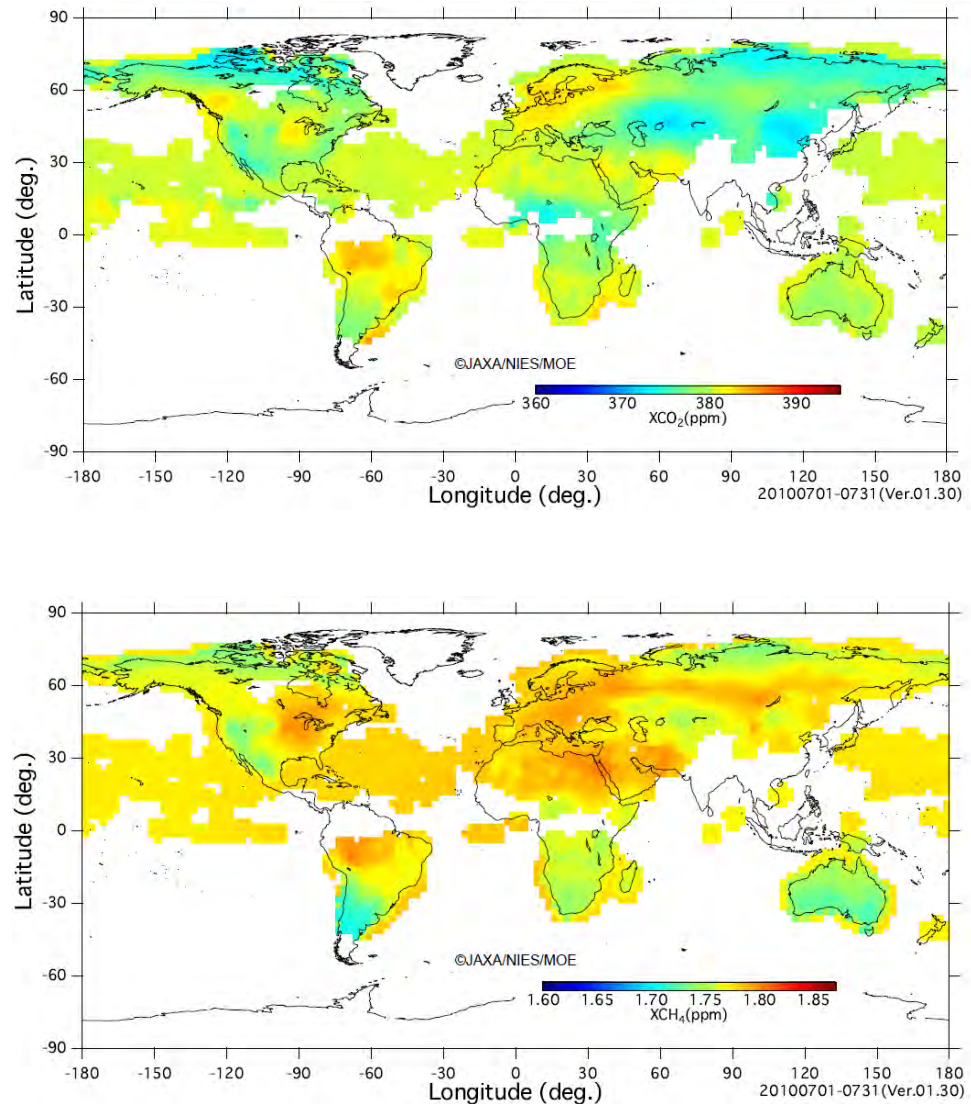 90
60
30
0
-30
-60
-90
Latitude (deg.)
©JAXA/NIES/MOE
360 370 380 390
XCO₂(ppm)
-180 -150 -120 -90 -60 -30 0 30 60 90 120 150 180
Longitude (deg.)
20100701-0731(Ver.01.30)
90
60
30
0
-30
-60
-90
Latitude (deg.)
©JAXA/NIES/MOE
1.60 1.65 1.70 1.75 1.80 1.85
XCH₄(ppm)
-180 -150 -120 -90 -60 -30 0 30 60 90 120 150 180
Longitude (deg.)
20100701-0731(Ver.01.30)